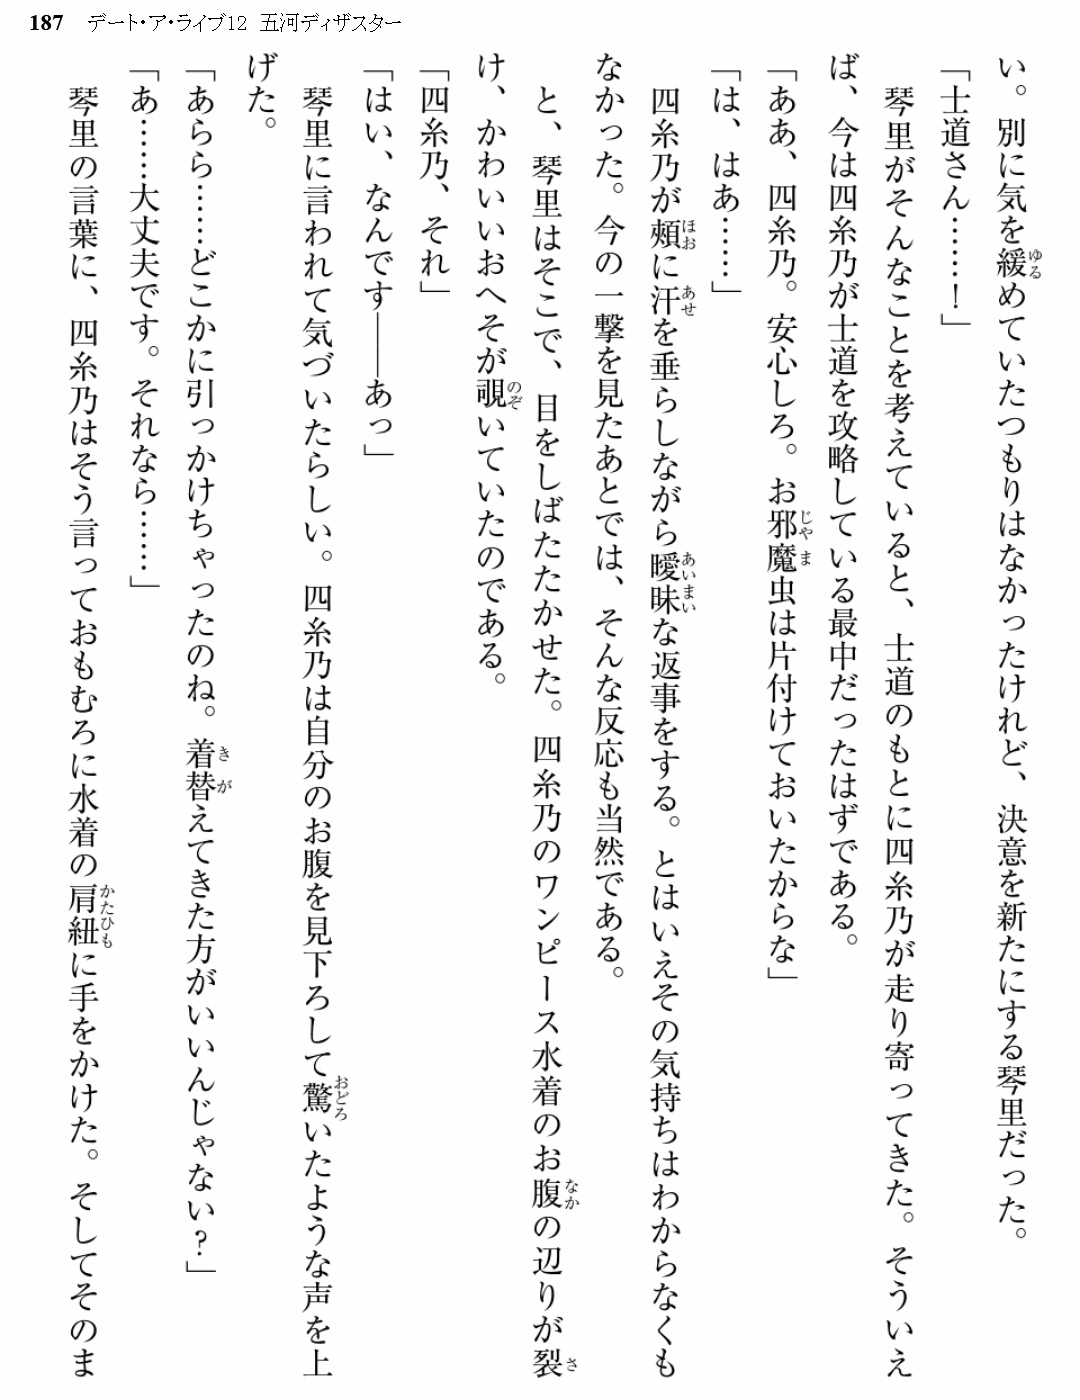 187 デート・ア・ライブ12 五河ディザスター
い。別に気を緩めていたつもりはなかったけれど、決意を新たにする琴里だった。
「士道さん……！」
　琴里がそんなことを考えていると、士道のもとに四糸乃が走り寄ってきた。そういえ
ば、今は四糸乃が士道を攻略している最中だったはずである。
「ああ、四糸乃。安心しろ。お邪魔虫は片付けておいたからな」
「は、はあ……」
　四糸乃が頰に汗を垂らしながら曖昧な返事をする。とはいえその気持ちはわからなくも
なかった。今の一撃を見たあとでは、そんな反応も当然である。
　と、琴里はそこで、目をしばたたかせた。四糸乃のワンピース水着のお腹の辺りが裂
け、かわいいおへそが覗いていたのである。
「四糸乃、それ」
「はい、なんです――あっ」
　琴里に言われて気づいたらしい。四糸乃は自分のお腹を見下ろして驚いたような声を上
げた。
「あらら……どこかに引っかけちゃったのね。着替えてきた方がいいんじゃない？」
「あ……大丈夫です。それなら……」
　琴里の言葉に、四糸乃はそう言っておもむろに水着の肩紐に手をかけた。そしてそのま